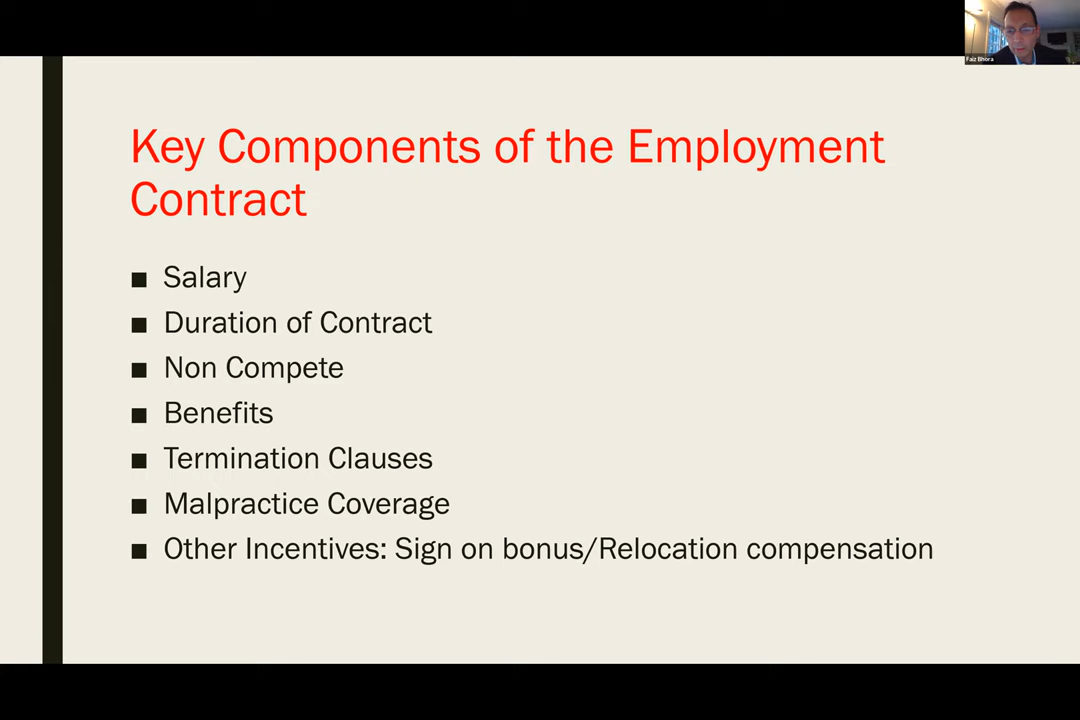 Faiz Bhora
Key Components of the Employment
Contract
■ Salary
■ Duration of Contract
■ Non Compete
■ Benefits
■ Termination Clauses
■ Malpractice Coverage
■ Other Incentives: Sign on bonus/Relocation compensation